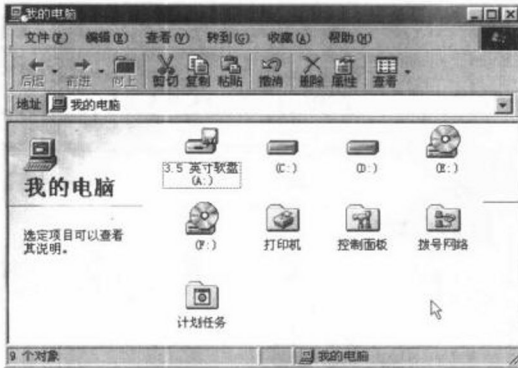 我的电脑
文件(F) 编辑(E) 查看(V) 转到(G) 收藏(A) 帮助(H)
后退 前进 向上 剪切 复制 粘贴 撤消 删除 属性 查看
地址 我的电脑
我的电脑
选定项目可以查看
其说明。
3.5 英寸软盘
(A:)
(C:)
(D:)
(E:)
(F:)
打印机
控制面板
拨号网络
计划任务
9 个对象
我的电脑